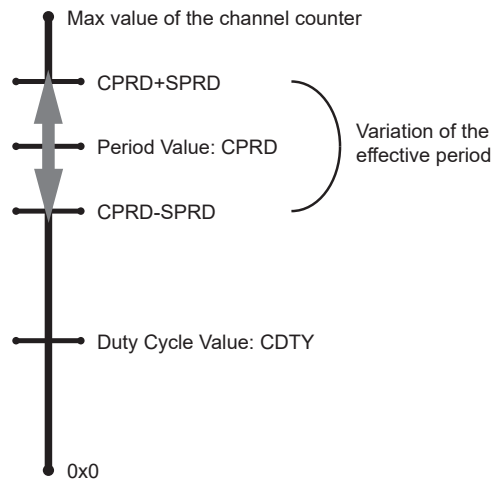 Max value of the channel counter
CPRD+SPRD
Period Value: CPRD
Variation of the
effective period
CPRD-SPRD
Duty Cycle Value: CDTY
0x0